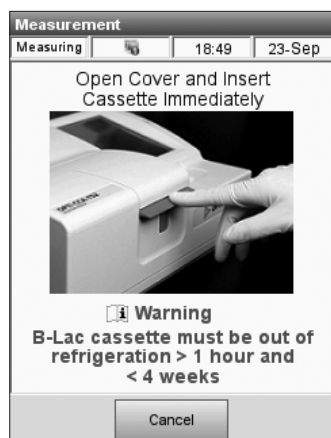 Measurement
Measuring 18:49 23-Sep
Open Cover and Insert
Cassette Immediately
Warning
B-Lac cassette must be out of
refrigeration > 1 hour and
< 4 weeks
Cancel